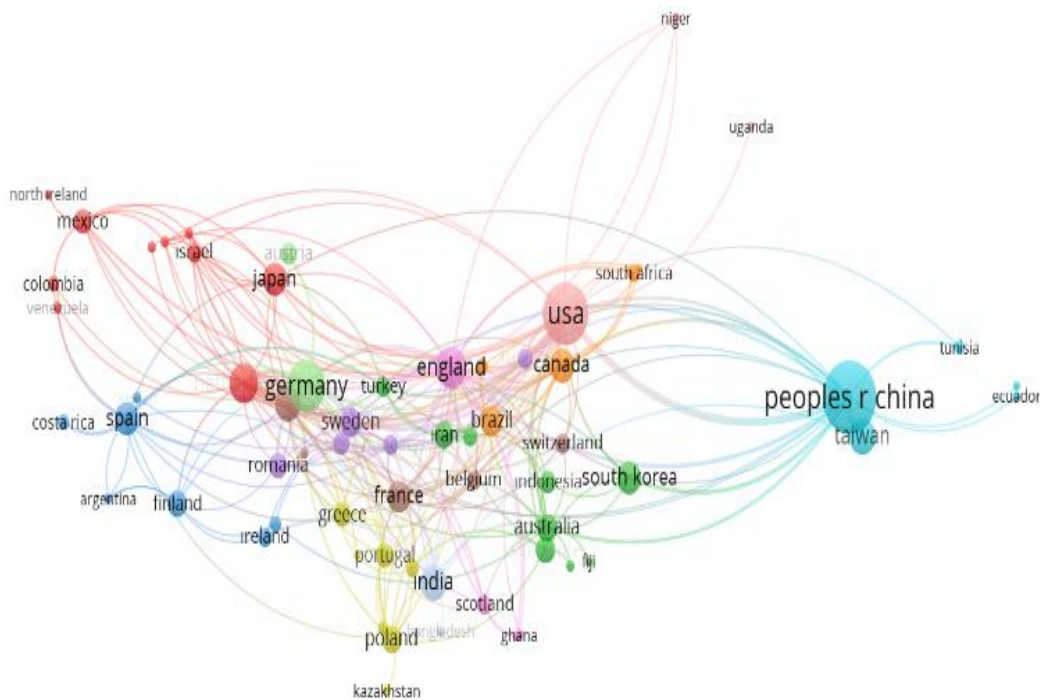 niger
uganda
north ireland
mexico
israel
austria
colombia
japan
south africa
venezuela
usa
tunisia
england
canada
germany
turkey
peoples r china
ecuador
costa rica
spain
sweden
brazil
iran
switzerland
taiwan
romania
belgium
indonesia
south korea
argentina
finland
france
greece
ireland
australia
portugal
fiji
india
scotland
bangladesh
ghana
poland
kazakhstan